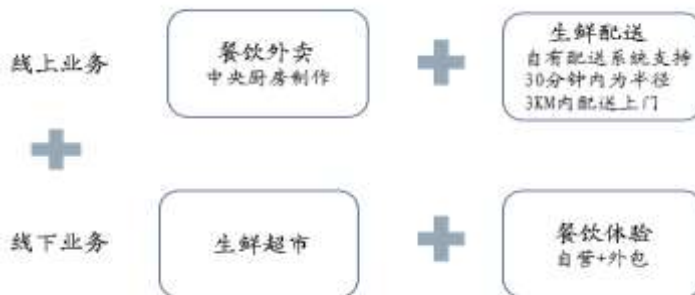 线上业务
餐饮外卖
中央厨房制作
生鲜配送
自有配送系统支持
30分钟内为半径
3KM内配送上门
线下业务
生鲜超市
餐饮体验
自营+外包